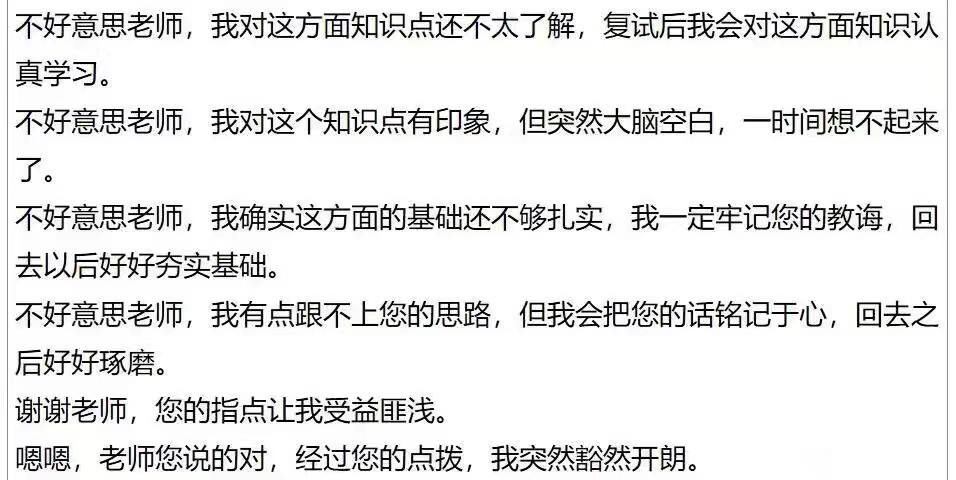 不好意思老师，我对这方面知识点还不太了解，复试后我会对这方面知识认
真学习。
不好意思老师，我对这个知识点有印象，但突然大脑空白，一时间想不起来
了。
不好意思老师，我确实这方面的基础还不够扎实，我一定牢记您的教诲，回
去以后好好夯实基础。
不好意思老师，我有点跟不上您的思路，但我会把您的话铭记于心，回去之
后好好琢磨。
谢谢老师，您的指点让我受益匪浅。
嗯嗯，老师您说的对，经过您的点拨，我突然豁然开朗。